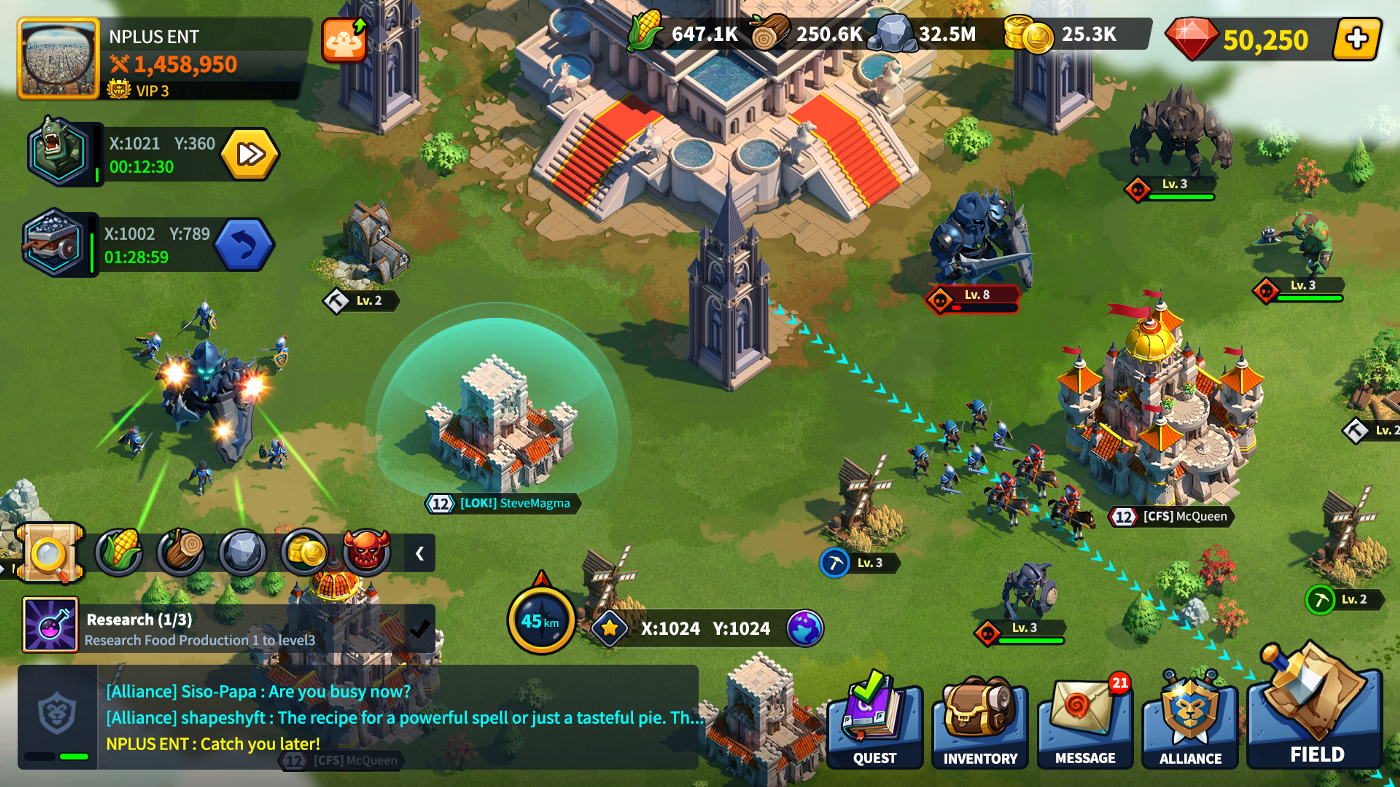 NPLUS ENT
1,458,950
VIP
VIP 3
647.1K
250.6K
32.5M
25.3K
50,250
X:1021 Y:360
00:12:30
X:1002 Y:789
01:28:59
Lv. 3
Lv. 3
Lv. 8
Lv. 2
Lv. 2
12 [LOK!] SteveMagma
12 [CFS] McQueen
Lv. 3
Lv. 2
Lv. 3
Research (1/3)
Research Food Production 1 to level3
45 km
X:1024 Y:1024
[Alliance] Siso-Papa : Are you busy now?
[Alliance] shapeshyft : The recipe for a powerful spell or just a tasteful pie. Th...
NPLUS ENT : Catch you later!
12 [CFS] McQueen
21
QUEST
INVENTORY
MESSAGE
ALLIANCE
FIELD